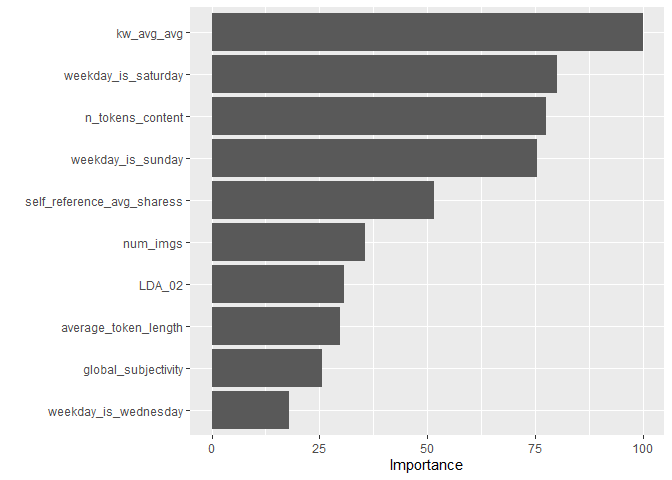 kw_avg_avg
weekday_is_saturday
n_tokens_content
weekday_is_sunday
self_reference_avg_sharess
num_imgs
LDA_02
average_token_length
global_subjectivity
weekday_is_wednesday
0 25 50 75 100
Importance